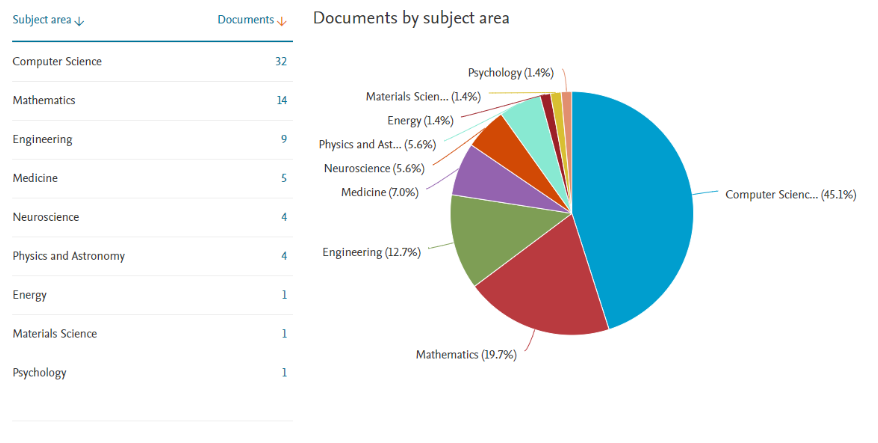 Subject area Documents
Computer Science 32
Mathematics 14
Engineering 9
Medicine 5
Neuroscience 4
Physics and Astronomy 4
Energy 1
Materials Science 1
Psychology 1
Documents by subject area
Psychology (1.4%)
Materials Scien... (1.4%)
Energy (1.4%)
Physics and Ast... (5.6%)
Neuroscience (5.6%)
Medicine (7.0%)
Computer Scienc... (45.1%)
Engineering (12.7%)
Mathematics (19.7%)